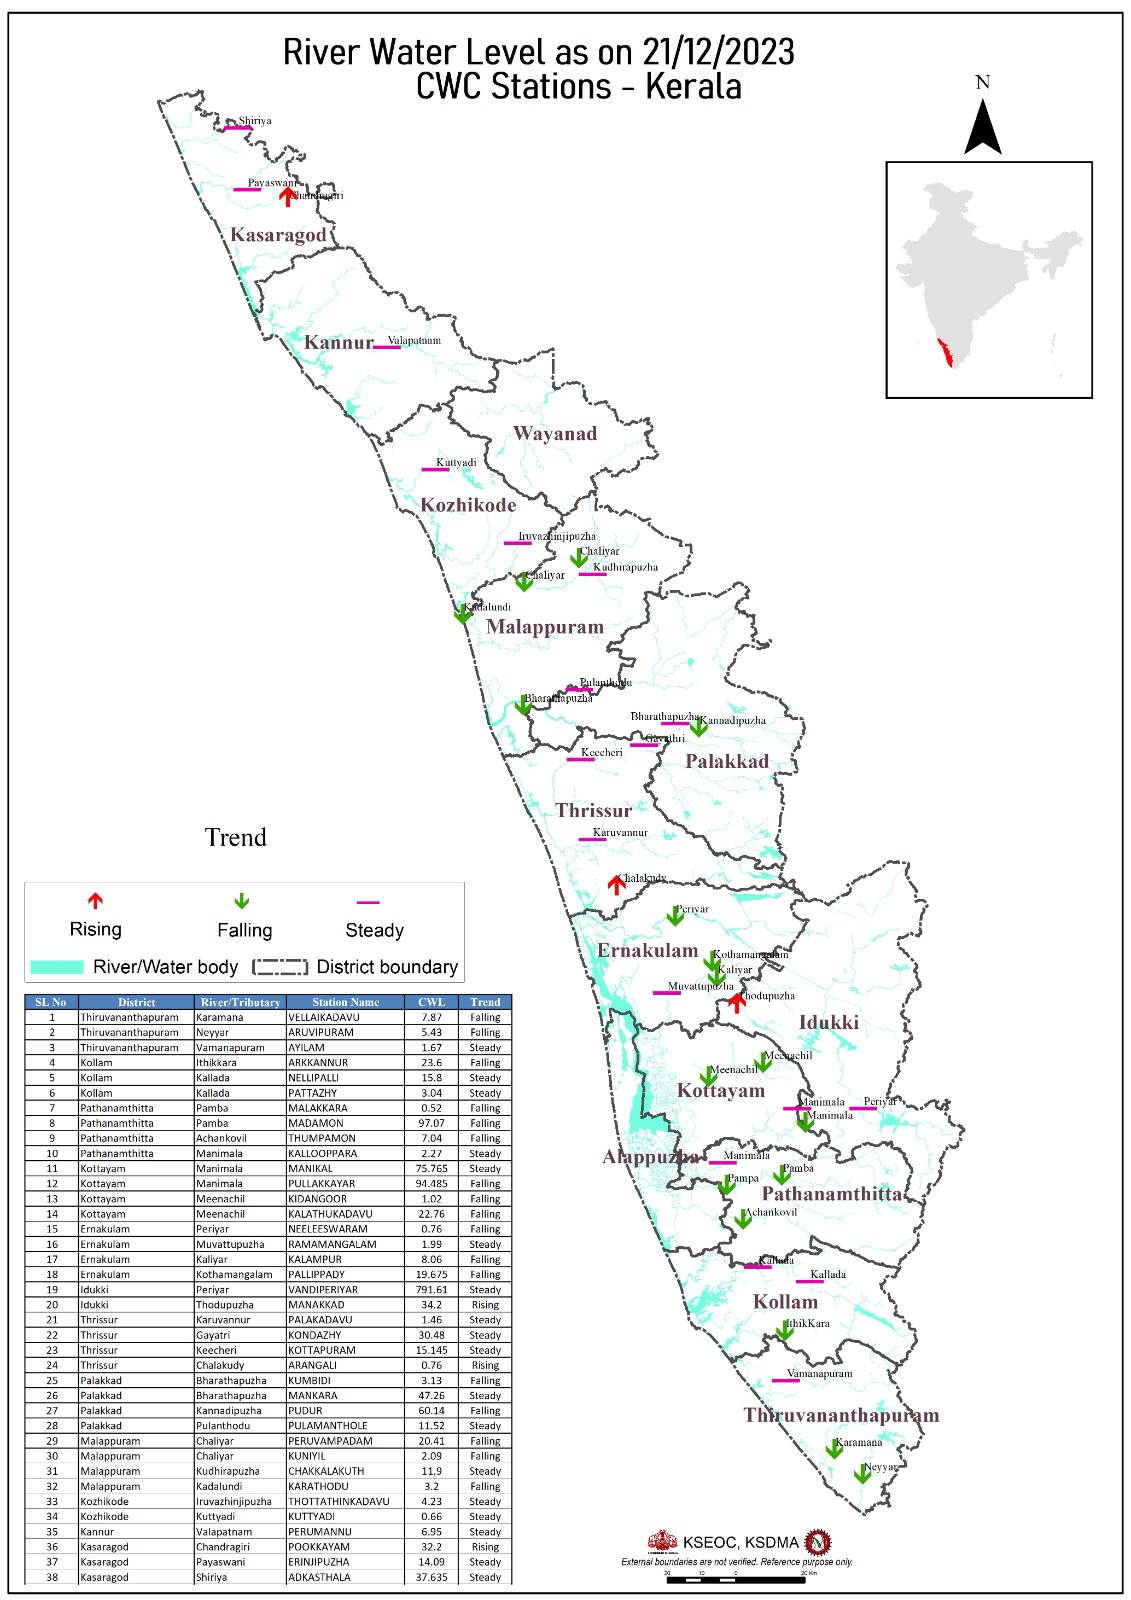 River Water Level as on 21/12/2023
CWC Stations - Kerala
N
Shiriya
Payaswani
Chandragiri
Kasaragod
Kannur
Valapatnam
Wayanad
Kuttyadi
Kozhikode
Iruvazhinjipuzha
Chaliyar
Kudhirapuzha
Chaliyar
Kadalundi
Malappuram
Pulanthodu
Bharathapuzha
Bharathapuzha
Kannadipuzha
Gayathri
Keecheri
Palakkad
Thrissur
Karuvannur
Chalakudy
Periyar
Ernakulam
Kothamangalam
Kaliyar
Muvattupuzha
Thodupuzha
Idukki
Meenachil
Meenachil
Kottayam
Manimala
Periyar
Manimala
Alappuzha
Manimala
Pamba
Pampa
Pathanamthitta
Achankovil
Kallada
Kallada
Kollam
IthikKara
Vamanapuram
Thiruvananthapuram
Karamana
Neyyar
Trend
Rising Falling Steady
River/Water body District boundary
SL No District River/Tributary Station Name CWL Trend
1 Thiruvananthapuram Karamana VELLAIKADAVU 7.87 Falling
2 Thiruvananthapuram Neyyar ARUVIPURAM 5.43 Falling
3 Thiruvananthapuram Vamanapuram AYILAM 1.67 Steady
4 Kollam Ithikkara ARKKANNUR 23.6 Falling
5 Kollam Kallada NELLIPALLI 15.8 Steady
6 Kollam Kallada PATTAZHY 3.04 Steady
7 Pathanamthitta Pamba MALAKKARA 0.52 Falling
8 Pathanamthitta Pamba MADAMON 97.07 Falling
9 Pathanamthitta Achankovil THUMPAMON 7.04 Falling
10 Pathanamthitta Manimala KALLOOPPARA 2.27 Steady
11 Kottayam Manimala MANIKAL 75.765 Steady
12 Kottayam Manimala PULLAKKAYAR 94.485 Falling
13 Kottayam Meenachil KIDANGOOR 1.02 Falling
14 Kottayam Meenachil KALATHUKADAVU 22.76 Falling
15 Ernakulam Periyar NEELEESWARAM 0.76 Falling
16 Ernakulam Muvattupuzha RAMAMANGALAM 1.99 Steady
17 Ernakulam Kaliyar KALAMPUR 8.06 Falling
18 Ernakulam Kothamangalam PALLIPPADY 19.675 Falling
19 Idukki Periyar VANDIPERIYAR 791.61 Steady
20 Idukki Thodupuzha MANAKKAD 34.2 Rising
21 Thrissur Karuvannur PALAKADAVU 1.46 Steady
22 Thrissur Gayatri KONDAZHY 30.48 Steady
23 Thrissur Keecheri KOTTAPURAM 15.145 Steady
24 Thrissur Chalakudy ARANGALI 0.76 Rising
25 Palakkad Bharathapuzha KUMBIDI 3.13 Falling
26 Palakkad Bharathapuzha MANKARA 47.26 Steady
27 Palakkad Kannadipuzha PUDUR 60.14 Falling
28 Palakkad Pulanthodu PULAMANTHOLE 11.52 Steady
29 Malappuram Chaliyar PERUVAMPADAM 20.41 Falling
30 Malappuram Chaliyar KUNIYIL 2.09 Falling
31 Malappuram Kudhirapuzha CHAKKALAKUTH 11.9 Steady
32 Malappuram Kadalundi KARATHODU 3.2 Falling
33 Kozhikode Iruvazhinjipuzha THOTTATHINKADAVU 4.23 Steady
34 Kozhikode Kuttyadi KUTTYADI 0.66 Steady
35 Kannur Valapatnam PERUMANNU 6.95 Steady
36 Kasaragod Chandragiri POOKKAYAM 32.2 Rising
37 Kasaragod Payaswani ERINJIPUZHA 14.09 Steady
38 Kasaragod Shiriya ADKASTHALA 37.635 Steady
KSEOC, KSDMA
External boundaries are not verified. Reference purpose only.
20 10 0 20 Km